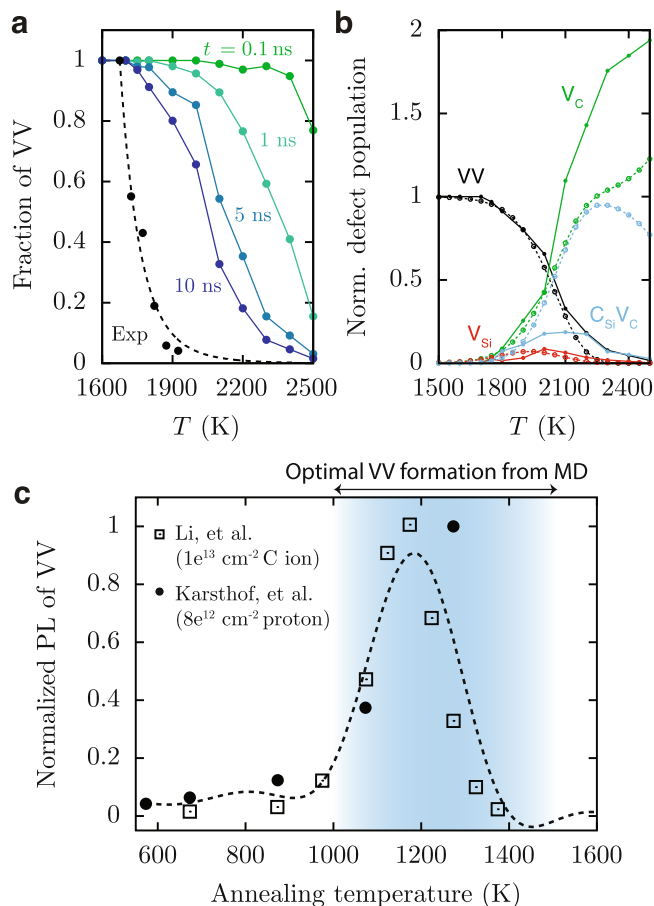 a
Fraction of VV
1
0.8
0.6
0.4
0.2
0
t = 0.1 ns
1 ns
5 ns
10 ns
Exp
1600 1900 2200 2500
T (K)
b
Norm. defect population
2
1.5
1
0.5
0
VC
VV
VSi
CSiVC
1500 1800 2100 2400
T (K)
Optimal VV formation from MD
c
Normalized PL of VV
1
0.8
0.6
0.4
0.2
0
Li, et al.
(1e¹³ cm⁻² C ion)
Karsthof, et al.
(8e¹² cm⁻² proton)
600 800 1000 1200 1400 1600
Annealing temperature (K)